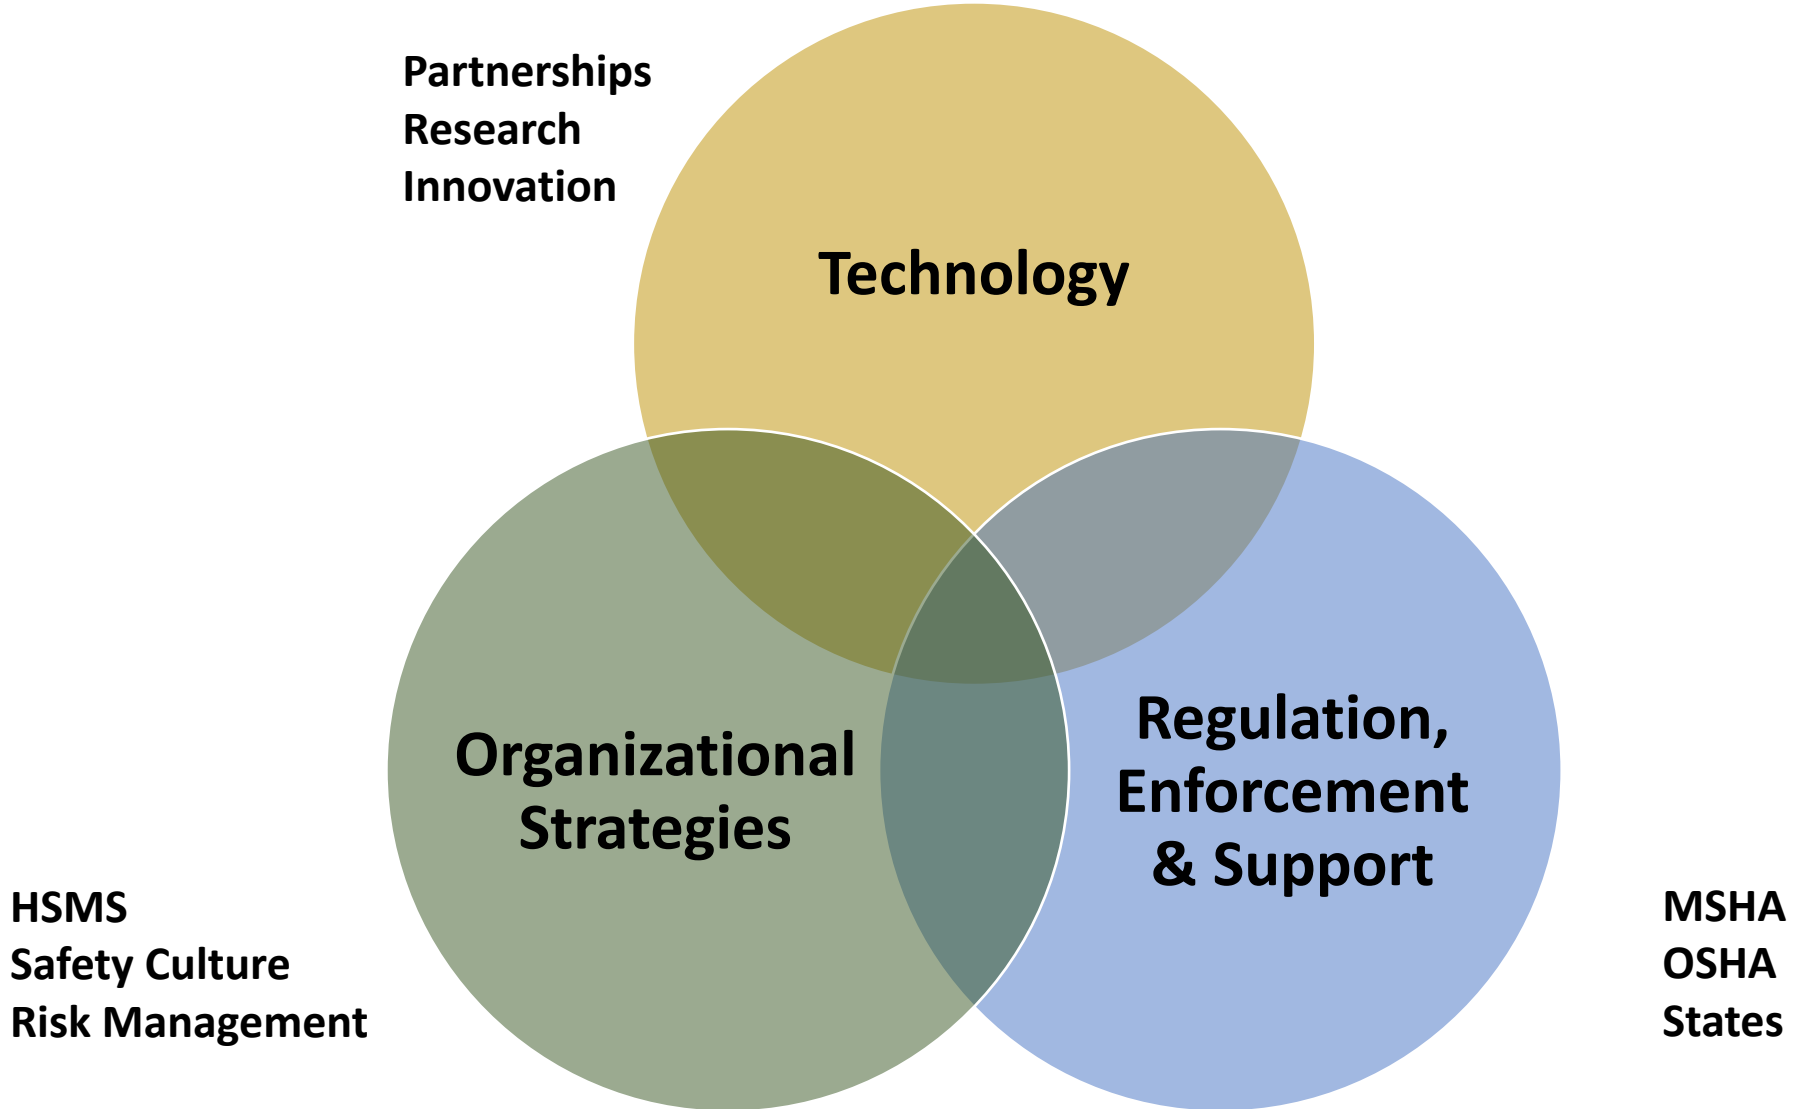 Partnerships
Research
Innovation
Technology
Organizational
Strategies
Regulation,
Enforcement
& Support
HSMS
Safety Culture
Risk Management
MSHA
OSHA
States